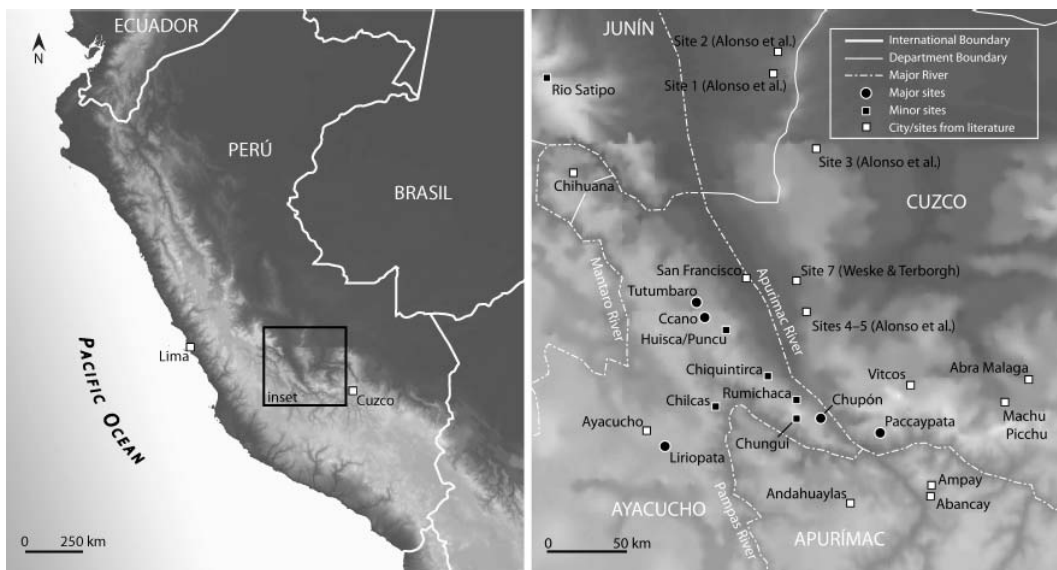 ECUADOR
N
PERÚ
BRASIL
PACIFIC OCEAN
Lima
inset
Cuzco
0 250 km
JUNÍN
Site 2 (Alonso et al.)
Site 1 (Alonso et al.)
Rio Satipo
International Boundary
Department Boundary
Major River
Major sites
Minor sites
City/sites from literature
Site 3 (Alonso et al.)
Chihuana
CUZCO
Mantaro River
San Francisco
Apurimac River
Site 7 (Weske & Terborgh)
Tutumbaro
Ccano
Huisca/Puncu
Sites 4–5 (Alonso et al.)
Chiquintirca
Vitcos
Abra Malaga
Rumichaca
Chilcas
Chupón
Machu
Picchu
Ayacucho
Chungui
Paccaypata
Liriopata
Ampay
Andahuaylas
Abancay
AYACUCHO
Pampas River
APURÍMAC
0 50 km